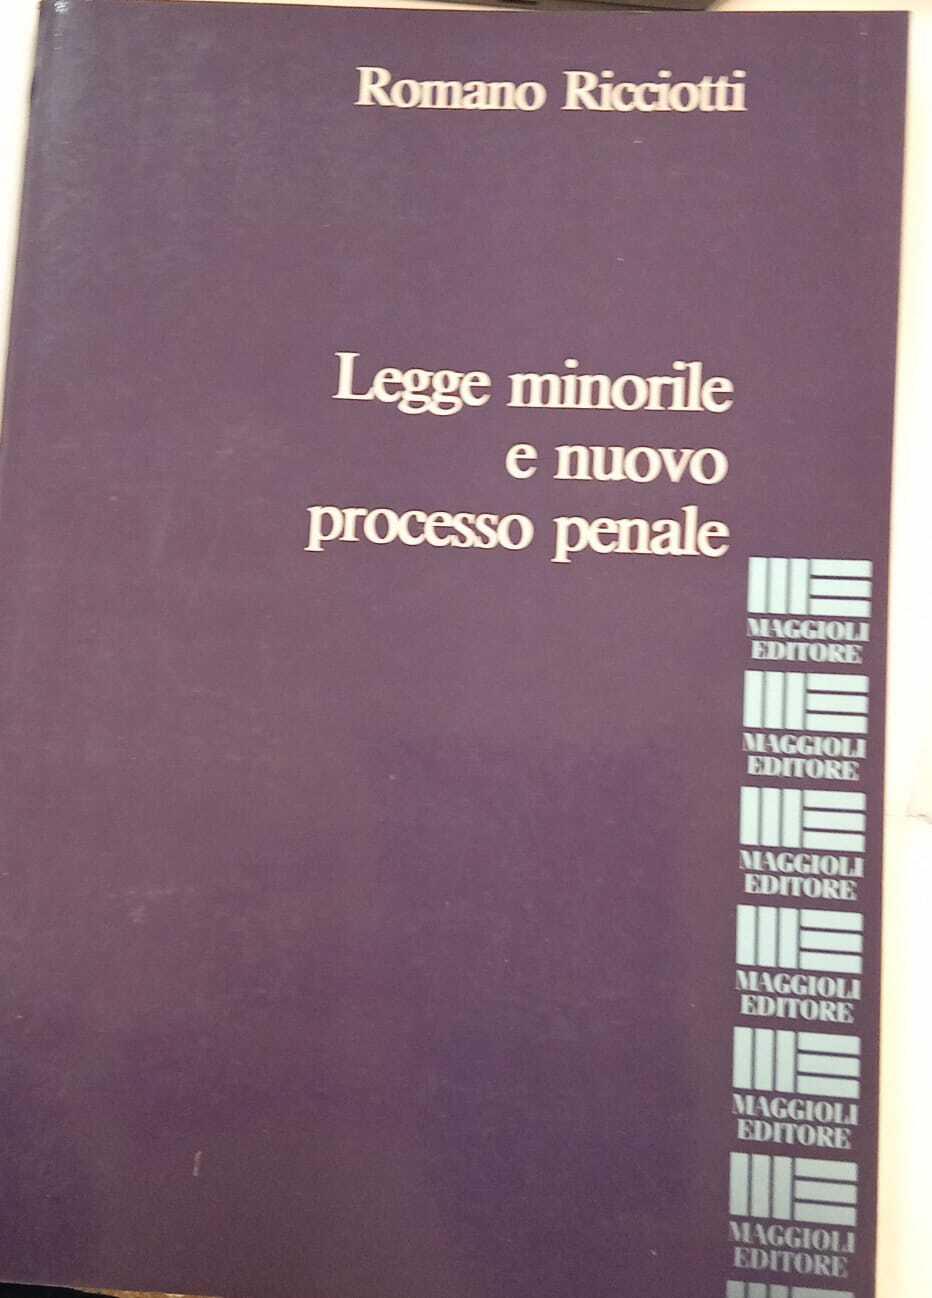 Romano Ricciotti
Legge minorile
e nuovo
processo penale
MAGGIOLI
EDITORE
MAGGIOLI
EDITORE
MAGGIOLI
EDITORE
MAGGIOLI
EDITORE
MAGGIOLI
EDITORE
MAGGIOLI
EDITORE